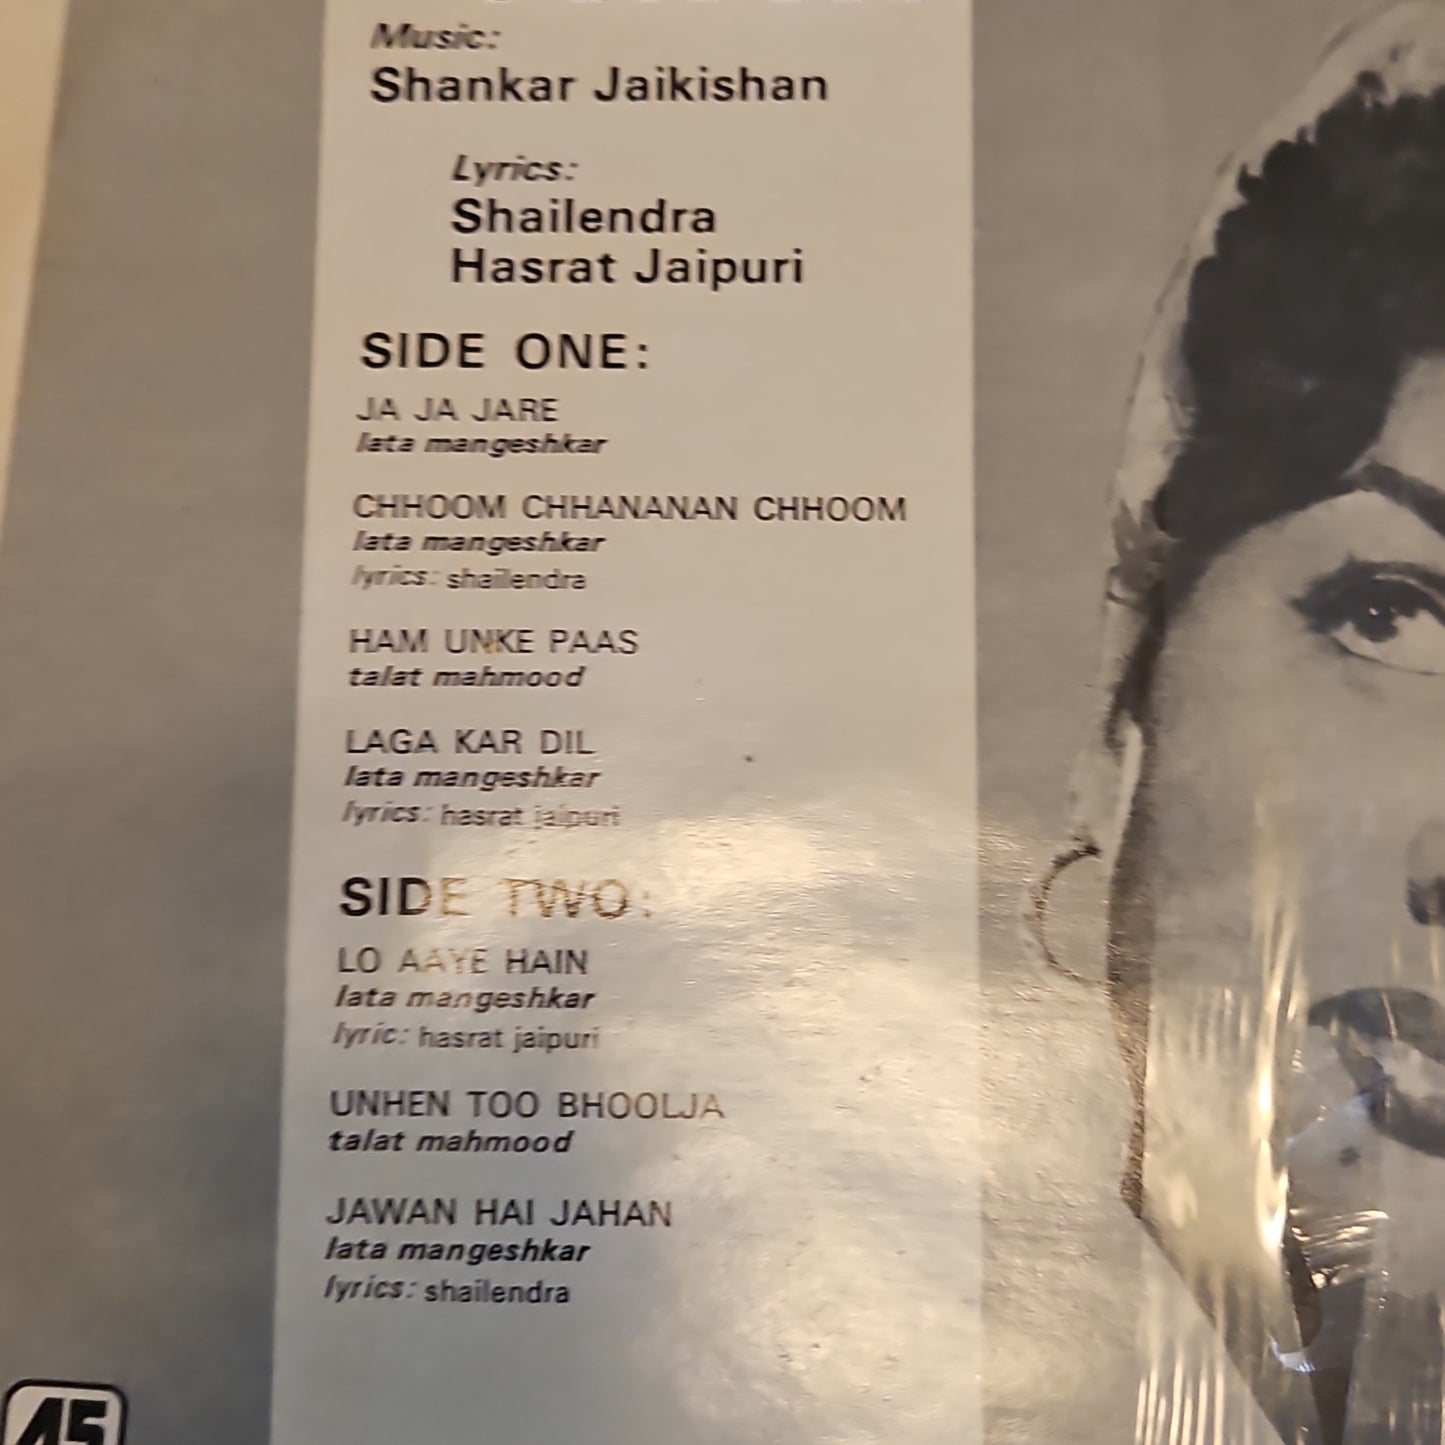 Music:
Shankar Jaikishan
Lyrics:
Shailendra
Hasrat Jaipuri
SIDE ONE:
JA JA JARE
lata mangeshkar
CHHOOM CHHANANAN CHHOOM
lata mangeshkar
lyrics: shailendra
HAM UNKE PAAS
talat mahmood
LAGA KAR DIL
lata mangeshkar
lyrics: hasrat jaipuri
SIDE TWO:
LO AAYE HAIN
lata mangeshkar
lyric: hasrat jaipuri
UNHEN TOO BHOOLJA
talat mahmood
JAWAN HAI JAHAN
lata mangeshkar
lyrics: shailendra
45